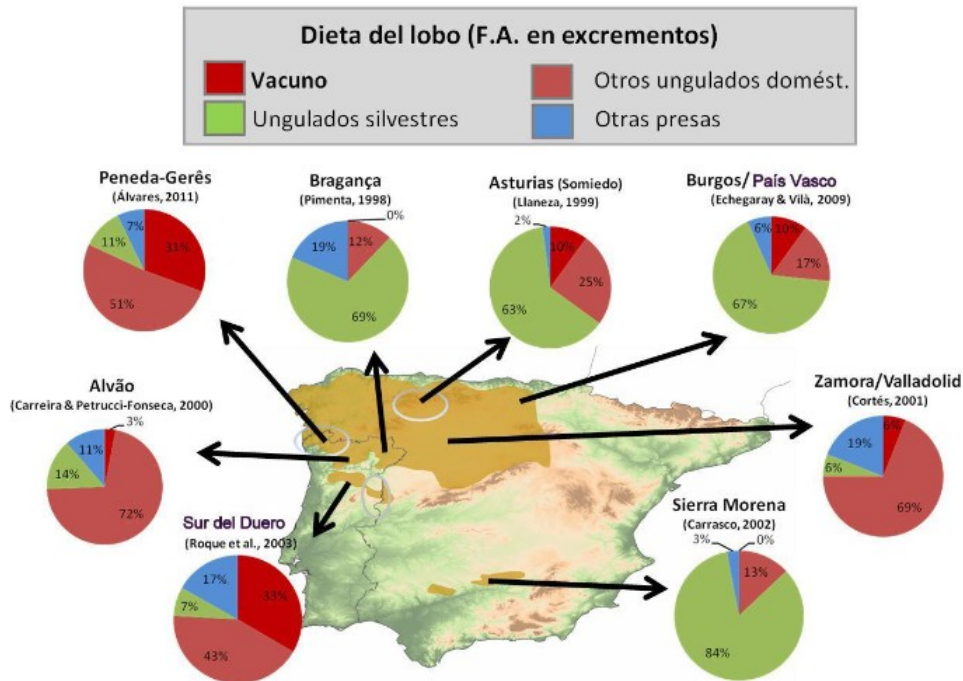 Dieta del lobo (F.A. en excrementos)
Vacuno
Otros ungulados domést.
Ungulados silvestres
Otras presas
Peneda-Gerês
(Álvares, 2011)
7%
11%
31%
51%
Bragança
(Pimenta, 1998)
0%
19%
12%
69%
Asturias (Somiedo)
(Llaneza, 1999)
2%
10%
25%
63%
Burgos/ País Vasco
(Echegaray & Vilà, 2009)
6%
10%
17%
67%
Alvão
(Carreira & Petrucci-Fonseca, 2000)
3%
11%
14%
72%
Zamora/Valladolid
(Cortés, 2001)
6%
19%
6%
69%
Sur del Duero
(Roque et al., 2003)
17%
33%
7%
43%
Sierra Morena
(Carrasco, 2002)
3%
0%
13%
84%